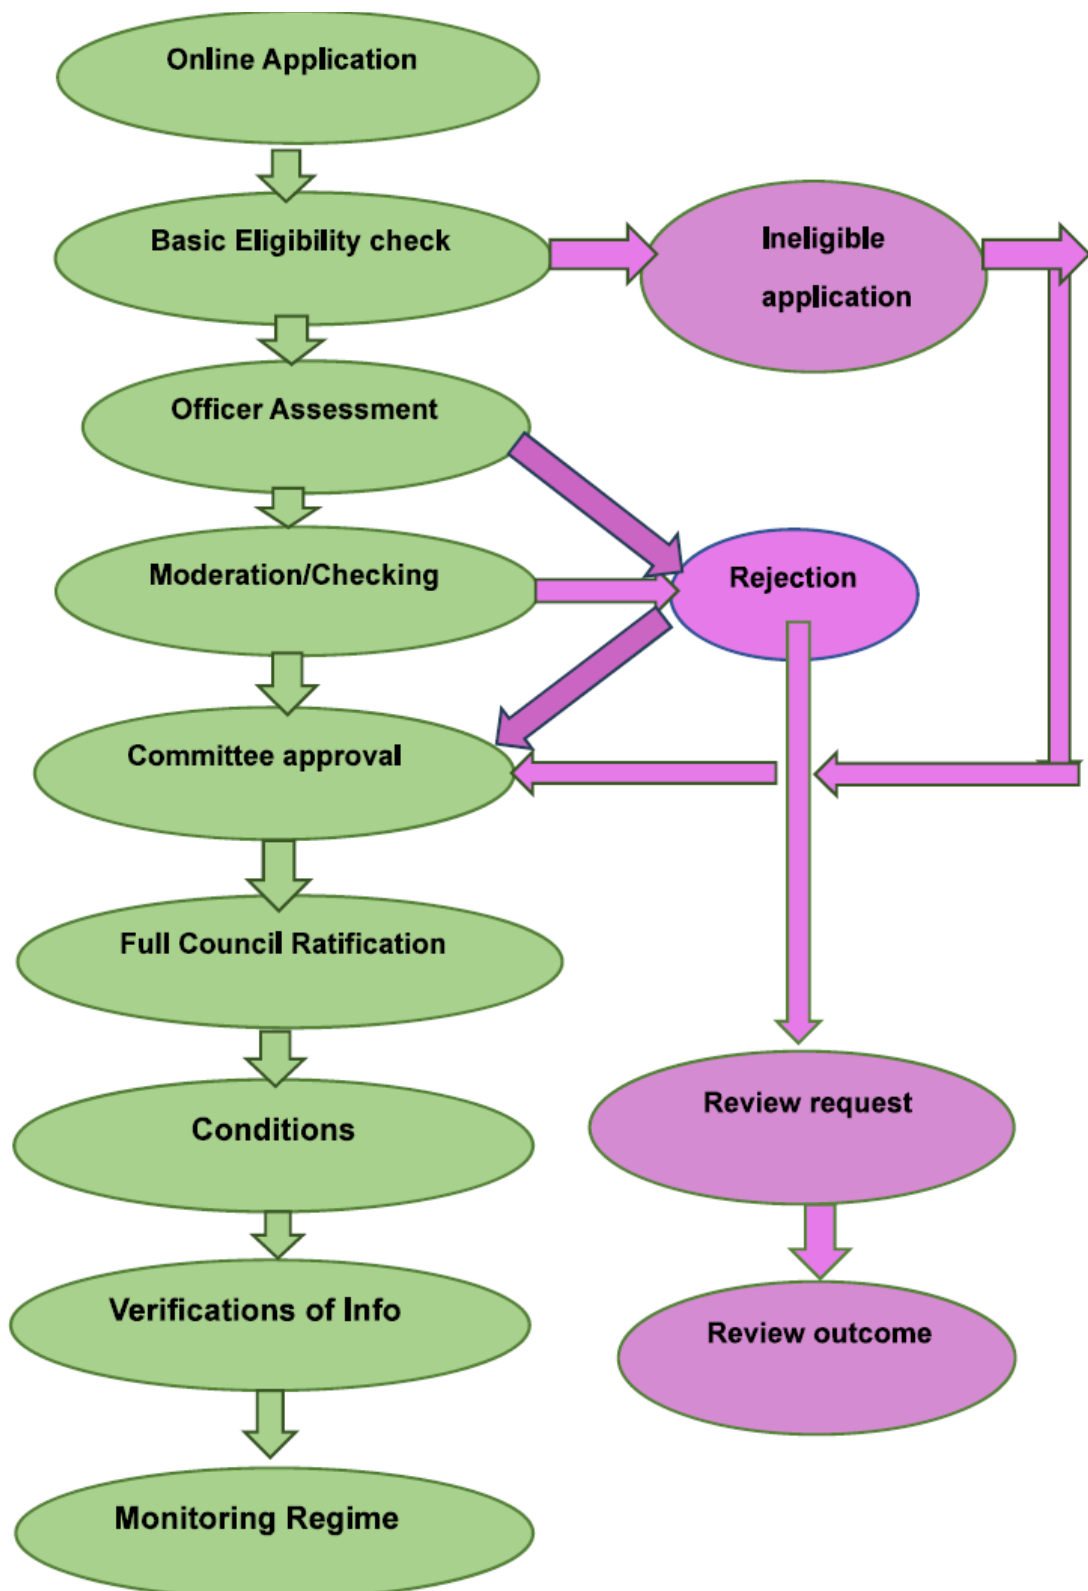 Online Application
Basic Eligibility check
Ineligible
application
Officer Assessment
Moderation/Checking
Rejection
Committee approval
Full Council Ratification
Conditions
Review request
Verifications of Info
Review outcome
Monitoring Regime